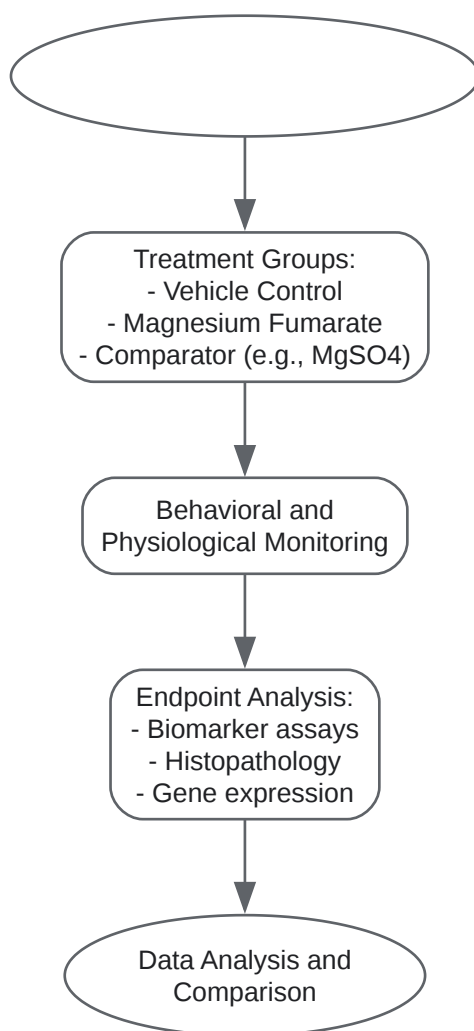 Treatment Groups:
- Vehicle Control
- Magnesium Fumarate
- Comparator (e.g., MgSO4)
Behavioral and
Physiological Monitoring
Endpoint Analysis:
- Biomarker assays
- Histopathology
- Gene expression
Data Analysis and
Comparison